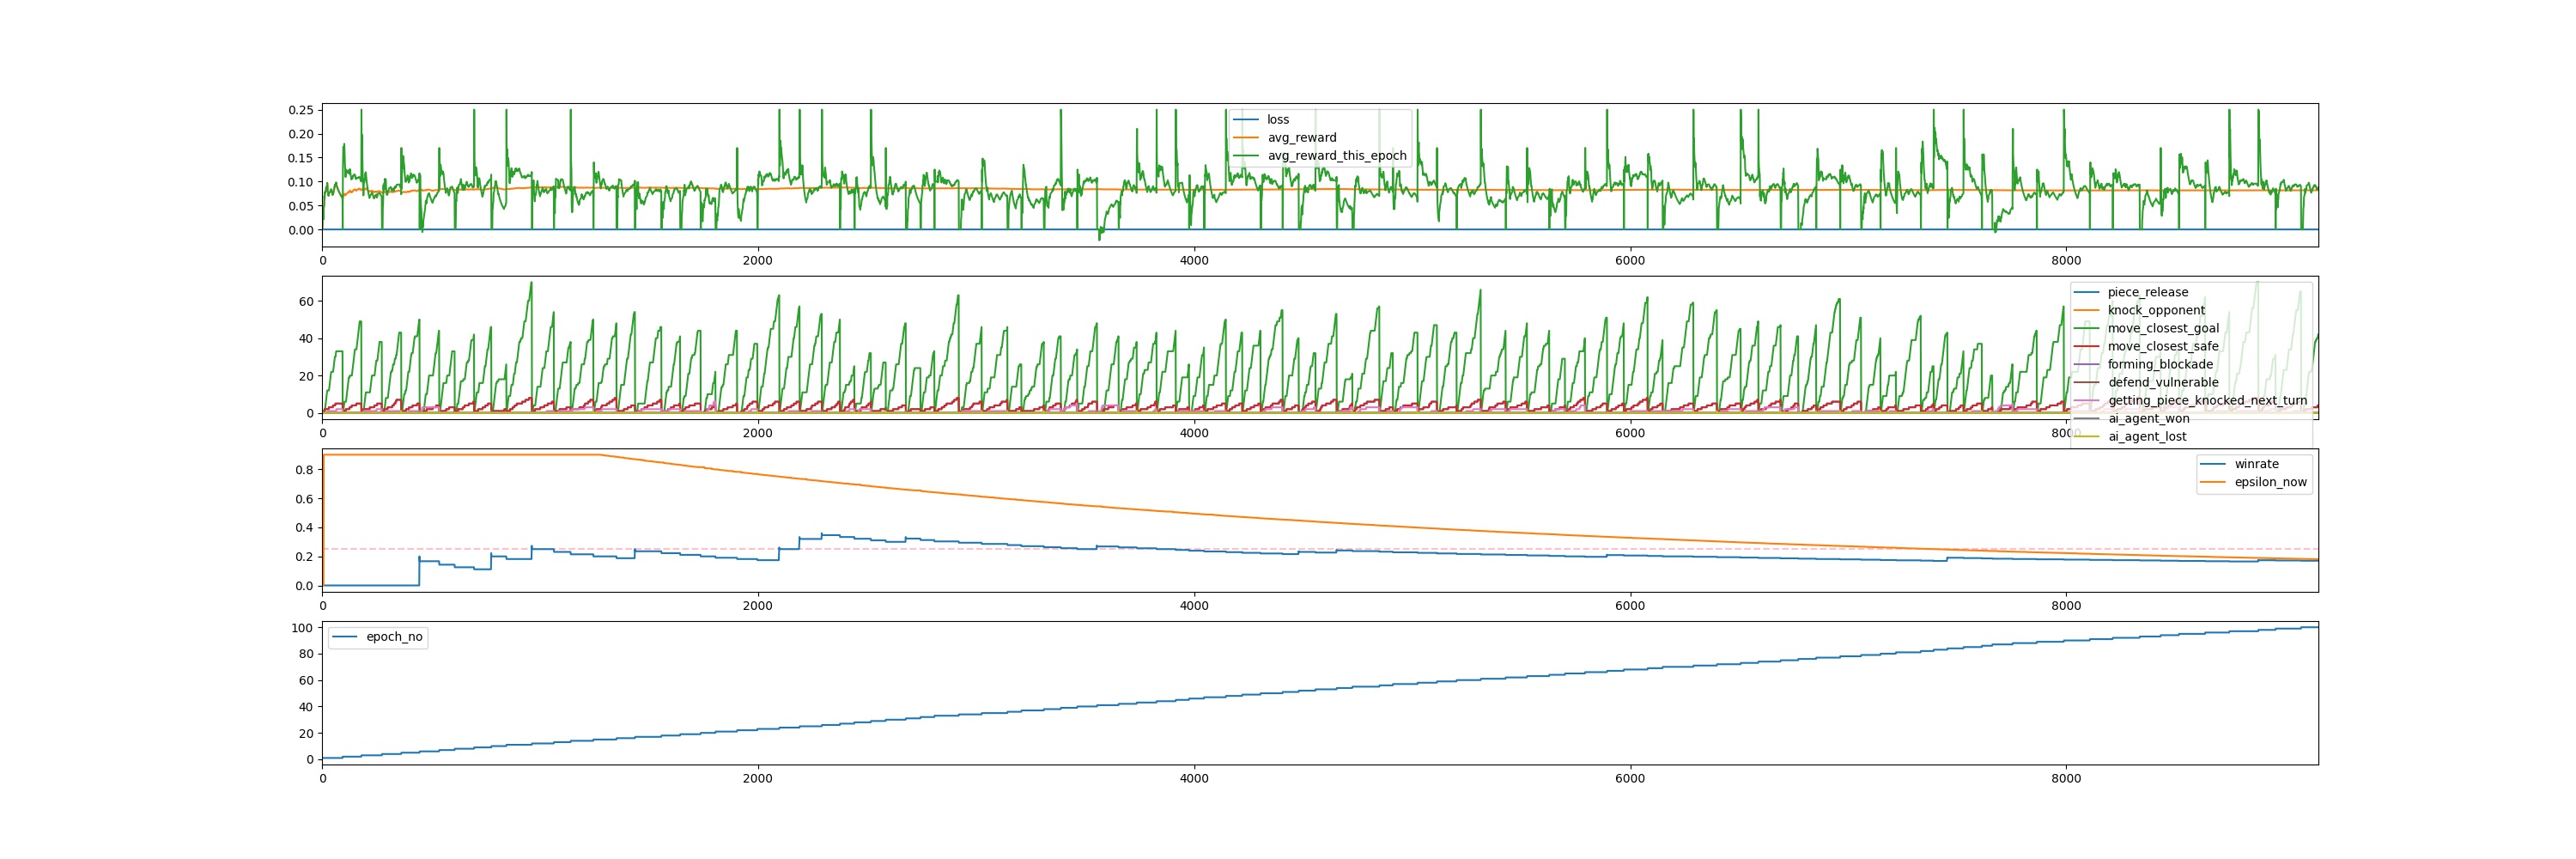 0.25
0.20
0.15
0.10
0.05
0.00
loss
avg_reward
avg_reward_this_epoch
0 2000 4000 6000 8000
60
40
20
0
piece_release
knock_opponent
move_closest_goal
move_closest_safe
forming_blockade
defend_vulnerable
getting_piece_knocked_next_turn
ai_agent_won
ai_agent_lost
0 2000 4000 6000 8000
0.8
0.6
0.4
0.2
0.0
winrate
epsilon_now
0 2000 4000 6000 8000
100
80
60
40
20
0
epoch_no
0 2000 4000 6000 8000